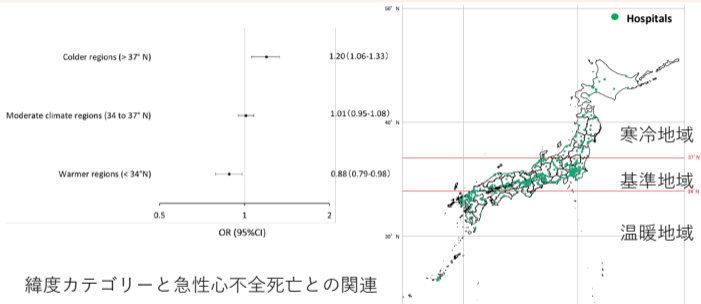 Colder regions (> 37° N)
1.20 (1.06-1.33)
Moderate climate regions (34 to 37° N)
1.01 (0.95-1.08)
Warmer regions (< 34°N)
0.88 (0.79-0.98)
0.5
1
2
OR (95%CI)
緯度カテゴリーと急性心不全死亡との関連
50° N
Hospitals
40° N
寒冷地域
37°N
基準地域
34°N
温暖地域
30° N